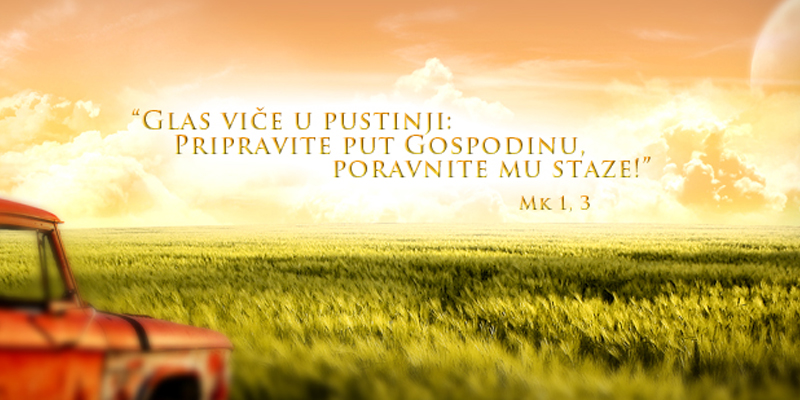 “Glas viče u pustinji:
Pripravite put Gospodinu,
poravnite mu staze!”
Mk 1, 3